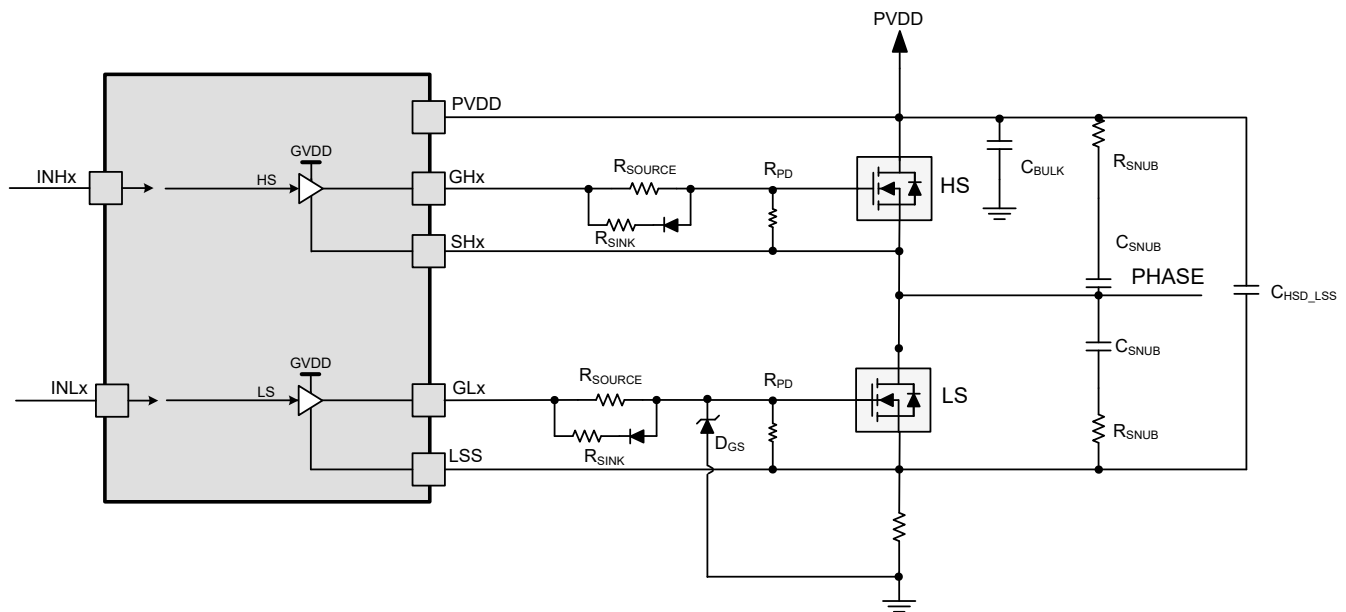 PVDD
PVDD
GVDD
INHx
HS
GHx
RSOURCE
RPD
HS
CBULK
RSNUB
RSINK
SHx
CSNUB
PHASE
CHSD_LSS
GVDD
CSNUB
INLx
LS
GLx
RSOURCE
RPD
LS
RSNUB
DGS
RSINK
LSS